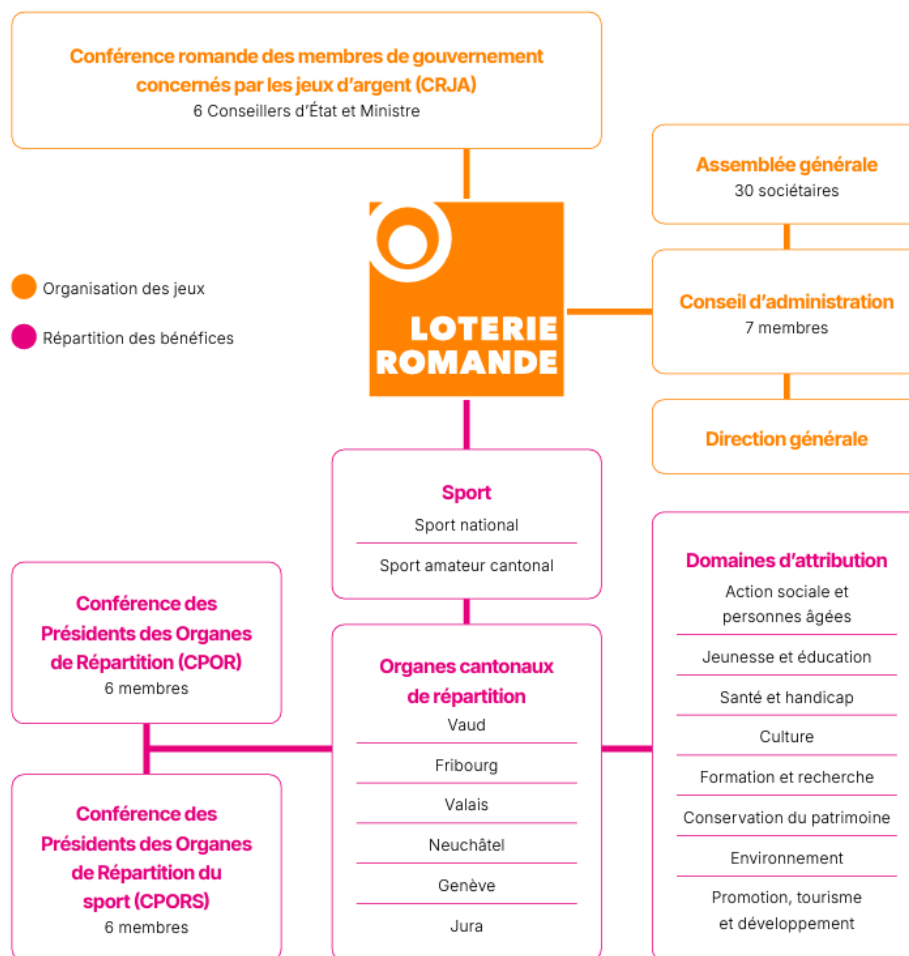 Conférence romande des membres de gouvernement
concernés par les jeux d'argent (CRJA)
6 Conseillers d'État et Ministre
Assemblée générale
30 sociétaires
Organisation des jeux
Répartition des bénéfices
LOTERIE
ROMANDE
Conseil d'administration
7 membres
Direction générale
Sport
Sport national
Sport amateur cantonal
Conférence des
Présidents des Organes
de Répartition (CPOR)
6 membres
Conférence des
Présidents des Organes
de Répartition du
sport (CPORS)
6 membres
Organes cantonaux
de répartition
Vaud
Fribourg
Valais
Neuchâtel
Genève
Jura
Domaines d'attribution
Action sociale et
personnes âgées
Jeunesse et éducation
Santé et handicap
Culture
Formation et recherche
Conservation du patrimoine
Environnement
Promotion, tourisme
et développement